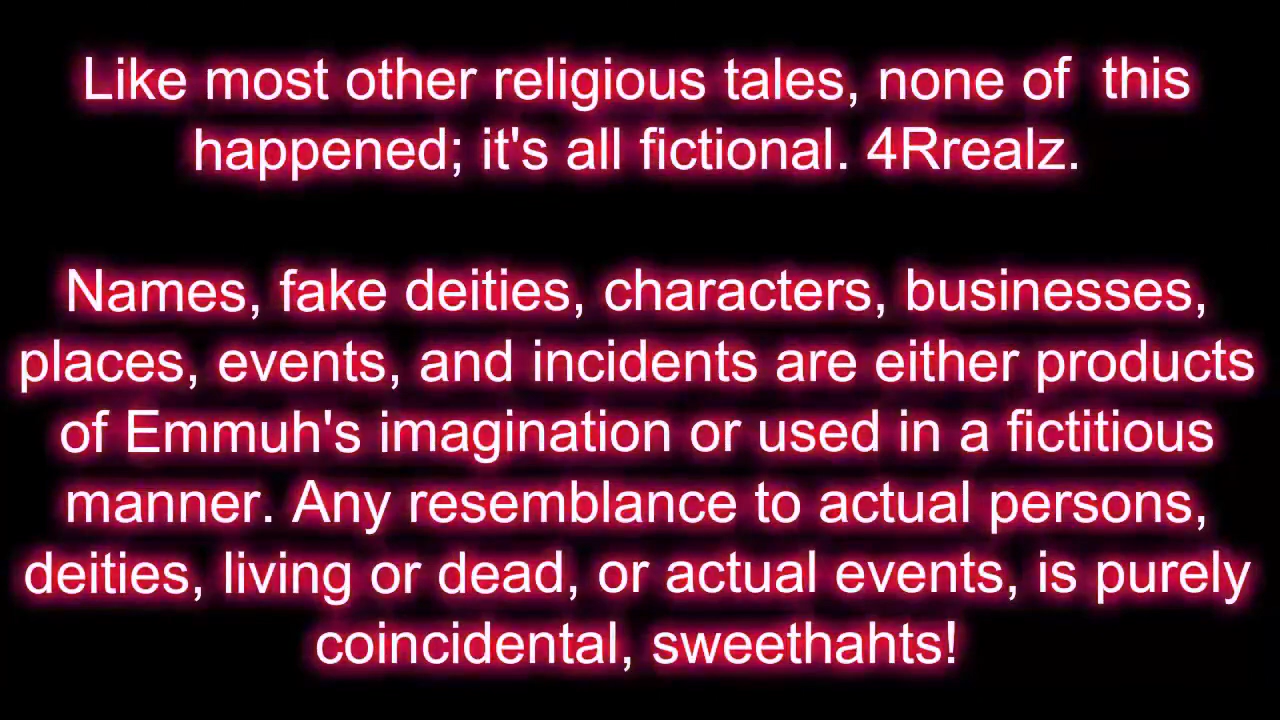 Like most other religious tales, none of  this
happened; it's all fictional. 4Rrealz.
Names, fake deities, characters, businesses,
places, events, and incidents are either products
of Emmuh's imagination or used in a fictitious
manner. Any resemblance to actual persons,
deities, living or dead, or actual events, is purely
coincidental, sweethahts!